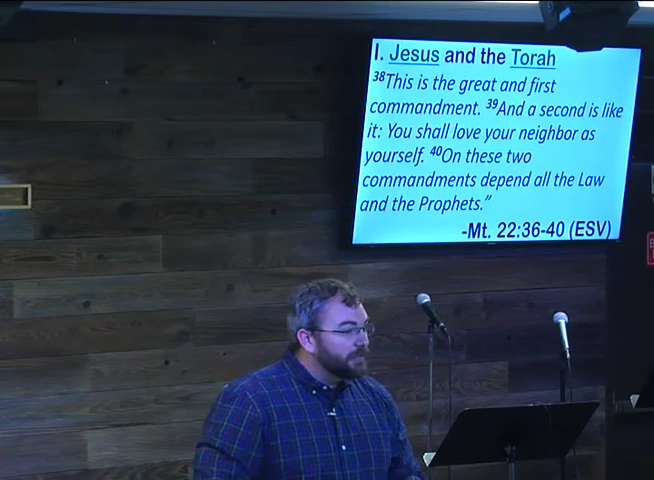 I. Jesus and the Torah
³⁸This is the great and first
commandment. ³⁹And a second is like
it: You shall love your neighbor as
yourself. ⁴⁰On these two
commandments depend all the Law
and the Prophets.”
-Mt. 22:36-40 (ESV)